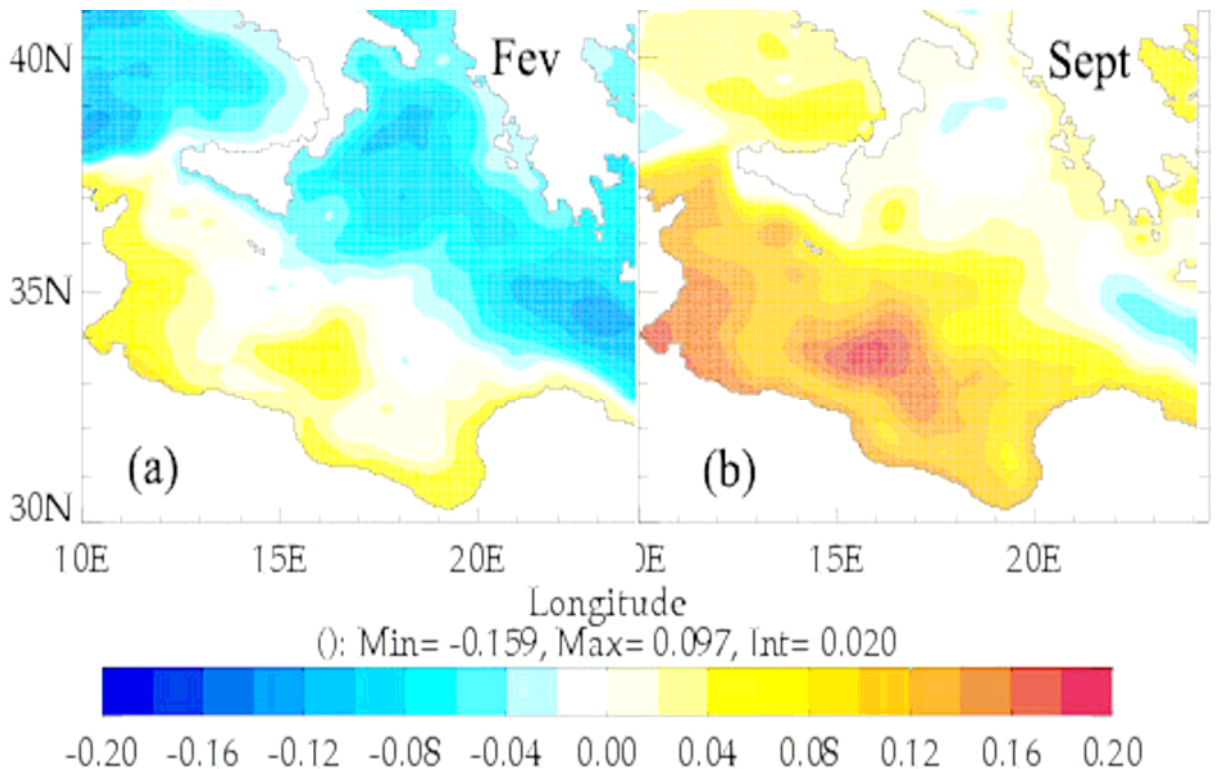 40N Fev Sept
35N
(a) (b)
30N
10E 15E 20E 0E 15E 20E
Longitude
(): Min= -0.159, Max= 0.097, Int= 0.020
-0.20 -0.16 -0.12 -0.08 -0.04 0.00 0.04 0.08 0.12 0.16 0.20